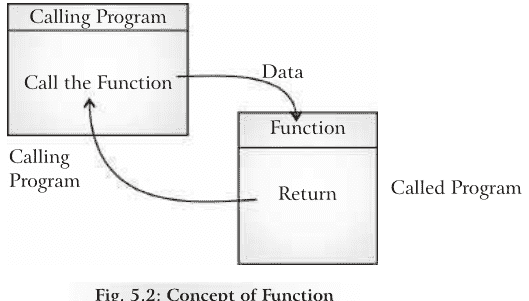 Calling Program
Call the Function
Data
Function
Calling
Program
Return
Called Program
Fig. 5.2: Concept of Function